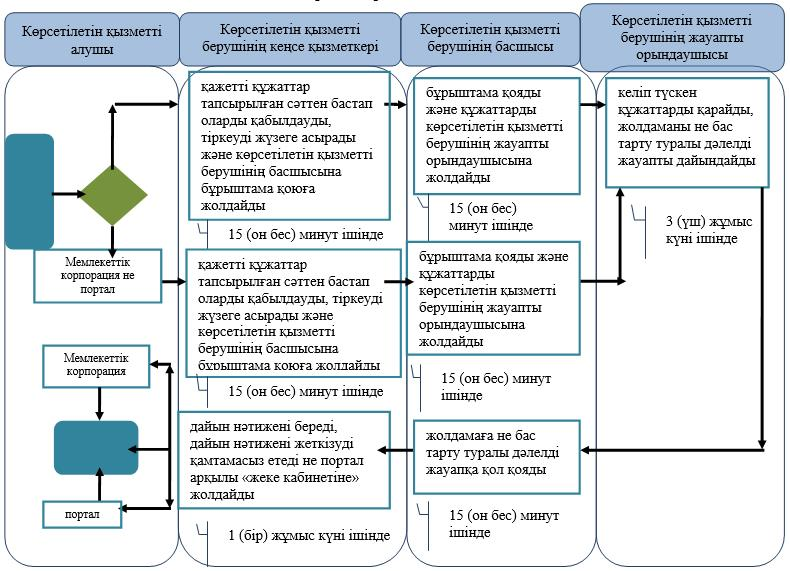 Көрсетілетін қызметті
алушы
Көрсетілетін қызметті
берушінің кеңсе қызметкері
Көрсетілетін қызметті
берушінің басшысы
Көрсетілетін қызметті
берушінің жауапты
орындаушысы
қажетті құжаттар
тапсырылған сәттен бастап
оларды қабылдауды,
тіркеуді жүзеге асырады
және көрсетілетін қызметті
берушінің басшысына
бұрыштама қоюға
жолдайды
15 (он бес) минут ішінде
бұрыштама қояды
және құжаттарды
көрсетілетін қызметті
берушінің жауапты
орындаушысына
жолдайды
15 (он бес)
минут ішінде
келіп түскен
құжаттарды қарайды,
жолдаманы не бас
тарту туралы дәлелді
жауапты дайындайды
3 (үш) жұмыс
күні ішінде
Мемлекеттік
корпорация не
портал
қажетті құжаттар
тапсырылған сәттен бастап
оларды қабылдауды, тіркеуді
жүзеге асырады және
көрсетілетін қызметті
берушінің басшысына
бұрыштама қоюға жолдайды
15 (он бес) минут ішінде
бұрыштама қояды және
құжаттарды
көрсетілетін қызметті
берушінің жауапты
орындаушысына
жолдайды
15 (он бес) минут
ішінде
Мемлекеттік
корпорация
портал
дайын нәтижені береді,
дайын нәтижені жеткізуді
қамтамасыз етеді не портал
арқылы «жеке кабинетіне»
жолдайды
1 (бір) жұмыс күні ішінде
жолдамаға не бас
тарту туралы дәлелді
жауапқа қол қояды
15 (он бес) минут
ішінде